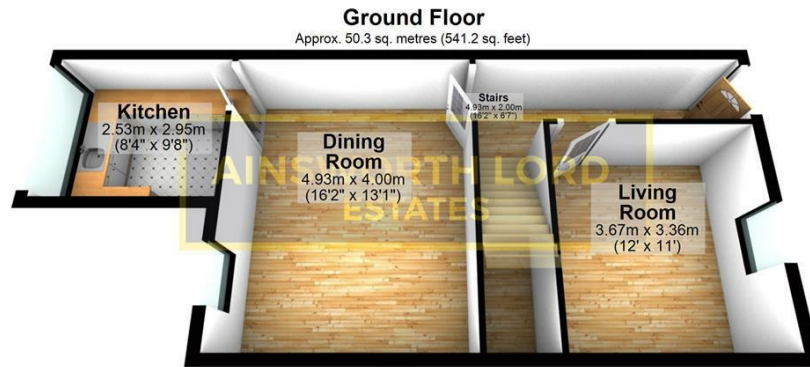 Ground Floor
Approx. 50.3 sq. metres (541.2 sq. feet)
Kitchen
2.53m x 2.95m
(8'4" x 9'8")
Stairs
4.93m x 2.00m
(16'2" x 6'7")
Dining
Room
4.93m x 4.00m
(16'2" x 13'1")
Living
Room
3.67m x 3.36m
(12' x 11')
AINSWORTH LORD
ESTATES